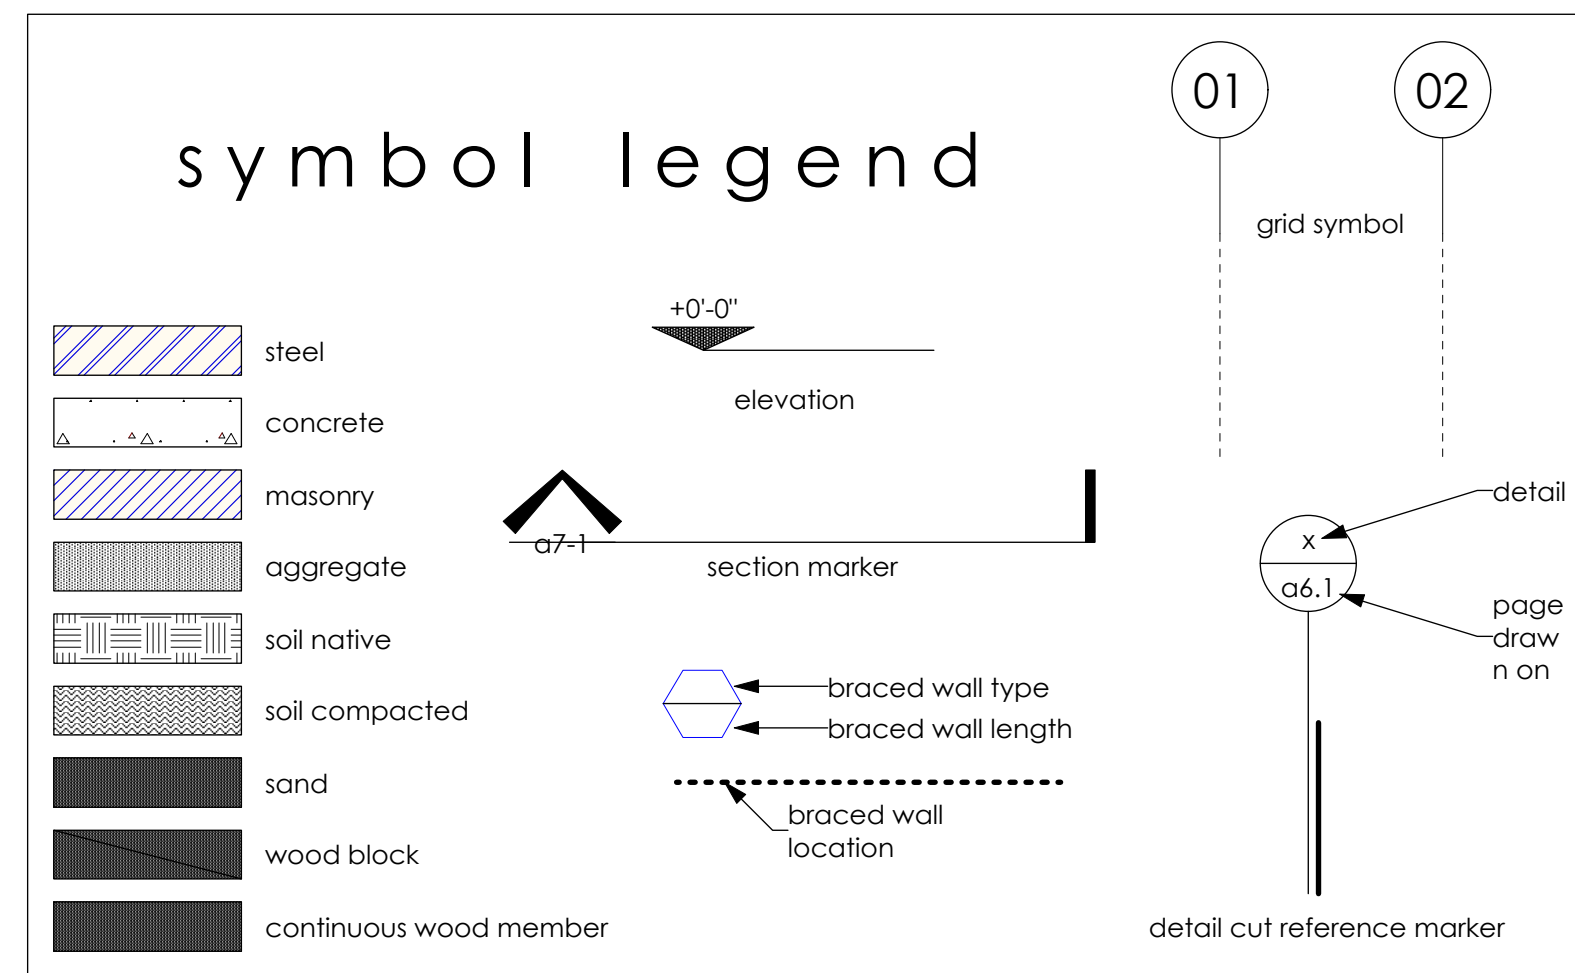 symbol legend
01
02
grid symbol
steel
concrete
masonry
aggregate
soil native
soil compacted
sand
wood block
continuous wood member
+0'-0"
elevation
a7-1
section marker
braced wall type
braced wall length
braced wall
location
detail
x
a6.1
page
draw
n on
detail cut reference marker